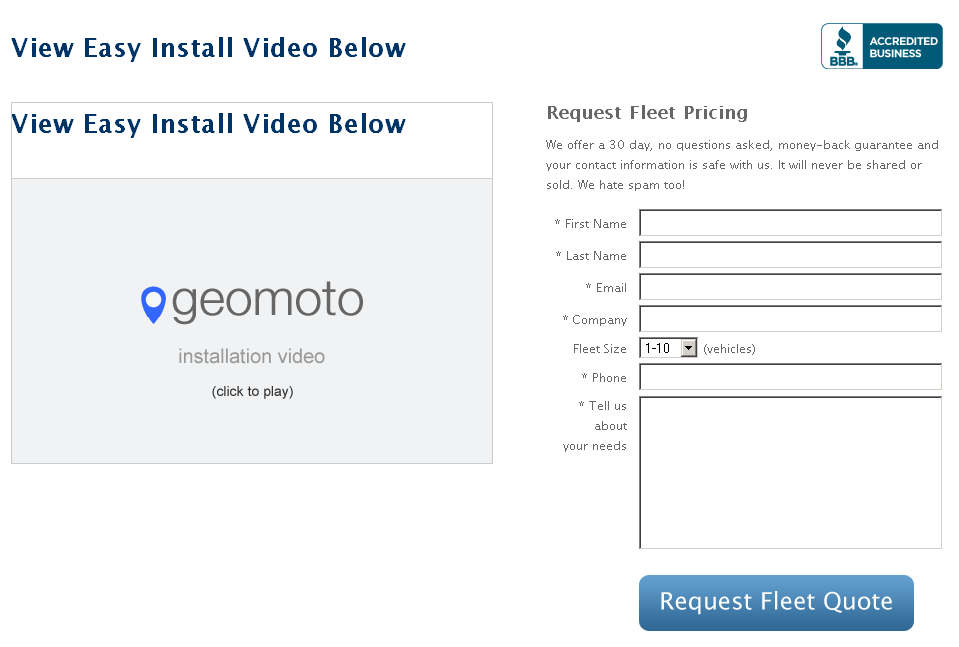 View Easy Install Video Below
BBB.
ACCREDITED
BUSINESS
View Easy Install Video Below
geomoto
installation video
(click to play)
Request Fleet Pricing
We offer a 30 day, no questions asked, money-back guarantee and
your contact information is safe with us. It will never be shared or
sold. We hate spam too!
* First Name
* Last Name
* Email
* Company
Fleet Size 1-10 (vehicles)
* Phone
* Tell us
about
your needs
Request Fleet Quote